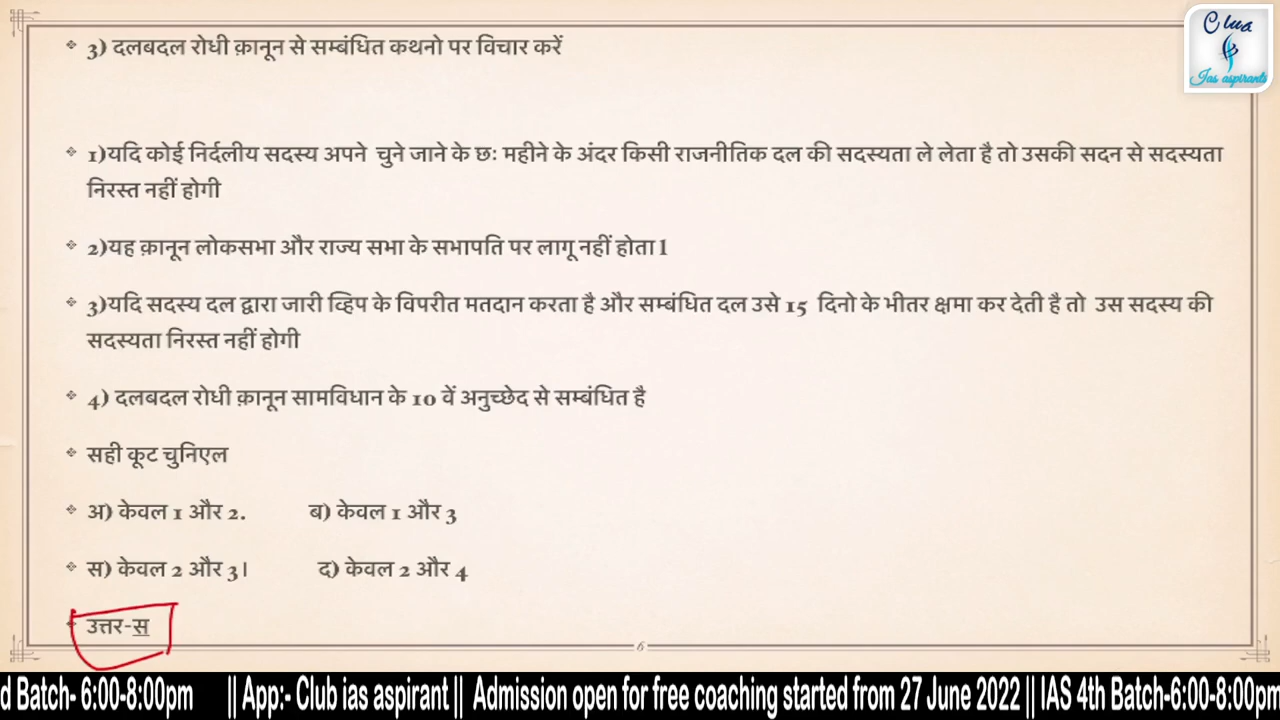 Clua
Ias aspirants
❖ 3) दलबदल रोधी क़ानून से सम्बंधित कथनो पर विचार करें
❖ 1)यदि कोई निर्दलीय सदस्य अपने चुने जाने के छः महीने के अंदर किसी राजनीतिक दल की सदस्यता ले लेता है तो उसकी सदन से सदस्यता
निरस्त नहीं होगी
❖ 2)यह क़ानून लोकसभा और राज्य सभा के सभापति पर लागू नहीं होता l
❖ 3)यदि सदस्य दल द्वारा जारी व्हिप के विपरीत मतदान करता है और सम्बंधित दल उसे 15 दिनो के भीतर क्षमा कर देती है तो उस सदस्य की
सदस्यता निरस्त नहीं होगी
❖ 4) दलबदल रोधी क़ानून सामविधान के 10 वें अनुच्छेद से सम्बंधित है
❖ सही कूट चुनिएल
❖ अ) केवल 1 और 2. ब) केवल 1 और 3
❖ स) केवल 2 और 3। द) केवल 2 और 4
❖ उत्तर-स
6
d Batch- 6:00-8:00pm || App:- Club ias aspirant || Admission open for free coaching started from 27 June 2022 || IAS 4th Batch-6:00-8:00pm